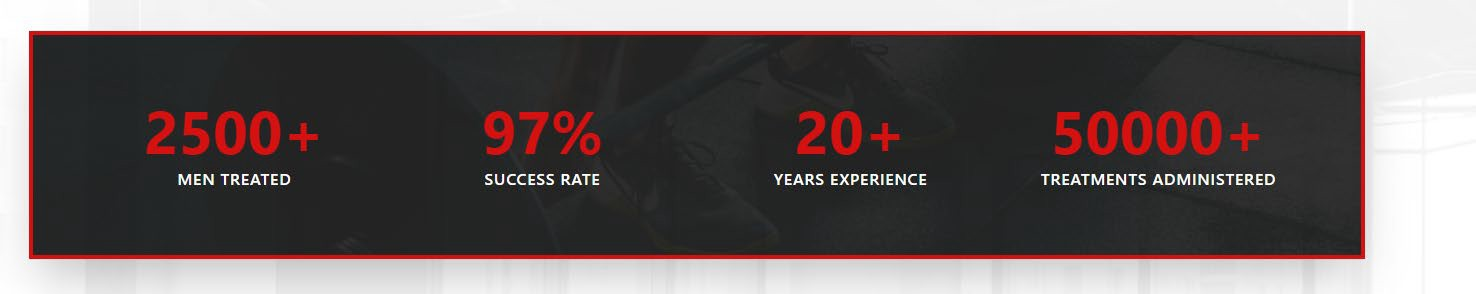 2500+
MEN TREATED
97%
SUCCESS RATE
20+
YEARS EXPERIENCE
50000+
TREATMENTS ADMINISTERED